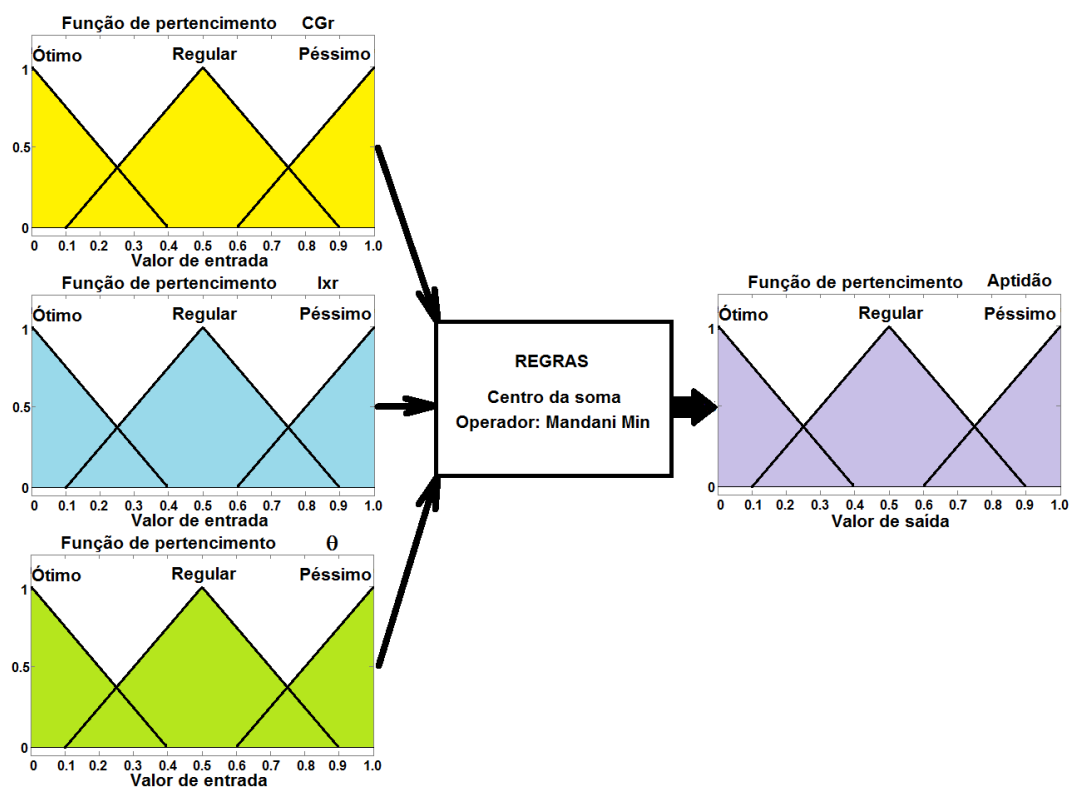 Função de pertencimento CGr
Ótimo Regular Péssimo
1
0.5
0
0 0.1 0.2 0.3 0.4 0.5 0.6 0.7 0.8 0.9 1.0
Valor de entrada
Função de pertencimento Ixr
Ótimo Regular Péssimo
1
0.5
0
0 0.1 0.2 0.3 0.4 0.5 0.6 0.7 0.8 0.9 1.0
Valor de entrada
Função de pertencimento θ
Ótimo Regular Péssimo
1
0.5
0
0 0.1 0.2 0.3 0.4 0.5 0.6 0.7 0.8 0.9 1.0
Valor de entrada
REGRAS
Centro da soma
Operador: Mandani Min
Função de pertencimento Aptidão
Ótimo Regular Péssimo
1
0.5
0
0 0.1 0.2 0.3 0.4 0.5 0.6 0.7 0.8 0.9 1.0
Valor de saída